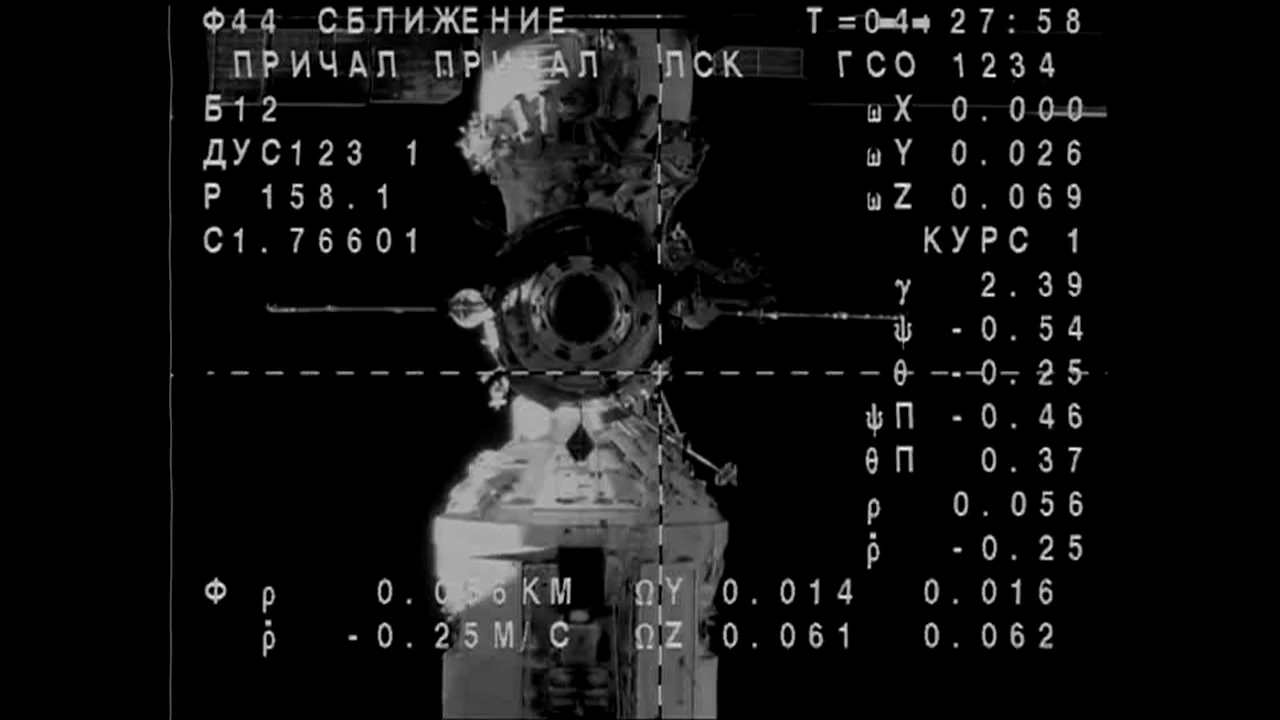 Ф44 СБЛИЖЕНИЕ T=04 27:58
ПРИЧАЛ ПРИЧАЛ ЛСК ГСО 1234
Б12 ωX 0.000
ДУС123 1 ωY 0.026
Р 158.1 ωZ 0.069
С1.76601 КУРС 1
γ 2.39
ψ -0.54
θ -0.25
ψП -0.46
θП 0.37
ρ 0.056
ρ̇ -0.25
Ф ρ 0.056КМ ΩY 0.014 0.016
ρ̇ -0.25М/С ΩZ 0.061 0.062